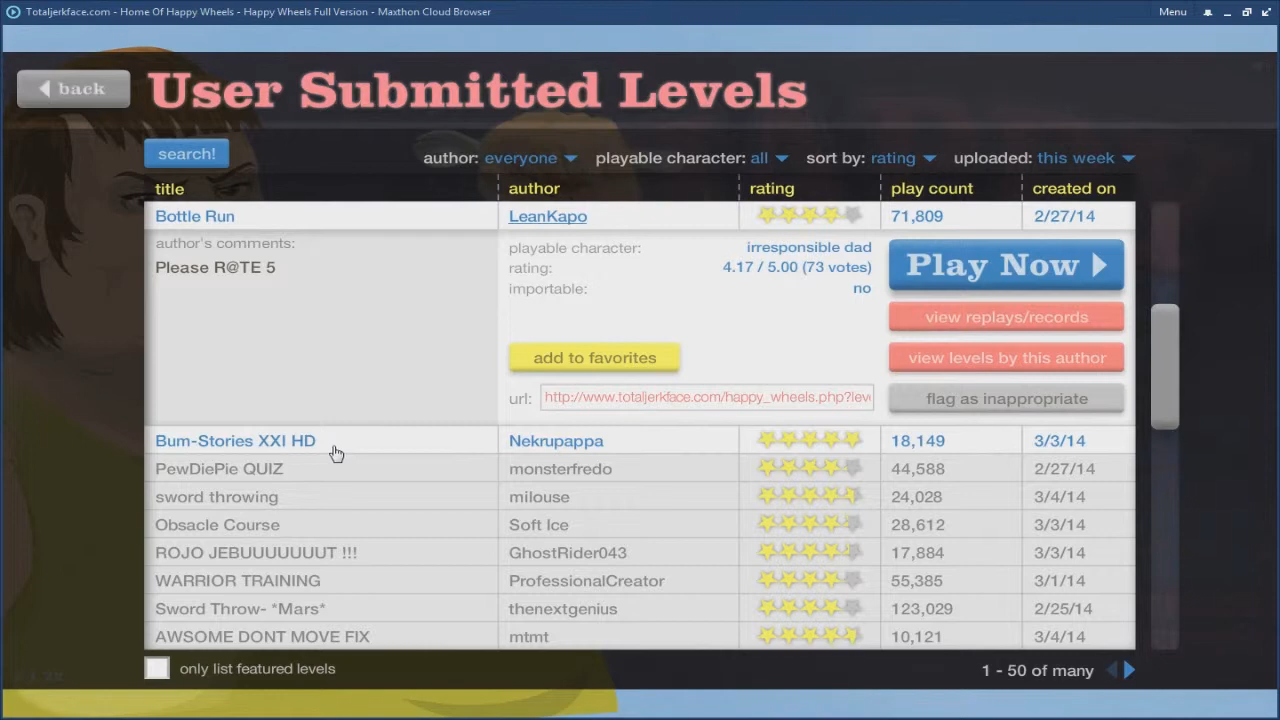 Totaljerkface.com - Home Of Happy Wheels - Happy Wheels Full Version - Maxthon Cloud Browser
Menu
back
User Submitted Levels
search!
author: everyone
playable character: all
sort by: rating
uploaded: this week
title author rating play count created on
Bottle Run LeanKapo 71,809 2/27/14
author's comments:
Please R@TE 5
playable character: irresponsible dad
rating: 4.17 / 5.00 (73 votes)
importable: no
add to favorites
url: http://www.totaljerkface.com/happy_wheels.php?leve
Play Now
view replays/records
view levels by this author
flag as inappropriate
Bum-Stories XXI HD Nekrupappa 18,149 3/3/14
PewDiePie QUIZ monsterfredo 44,588 2/27/14
sword throwing milouse 24,028 3/4/14
Obsacle Course Soft Ice 28,612 3/3/14
ROJO JEBUUUUUUUT !!! GhostRider043 17,884 3/3/14
WARRIOR TRAINING ProfessionalCreator 55,385 3/1/14
Sword Throw- *Mars* thenextgenius 123,029 2/25/14
AWSOME DONT MOVE FIX mtmt 10,121 3/4/14
only list featured levels
1 - 50 of many